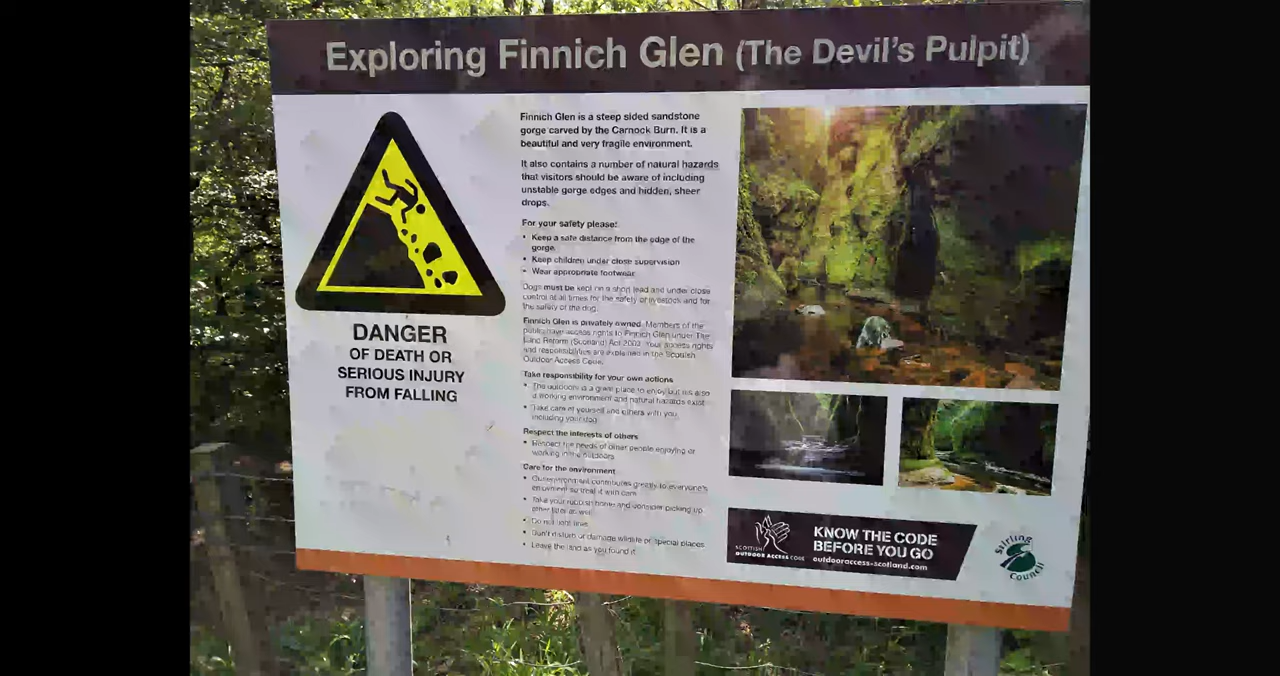 Exploring Finnich Glen (The Devil's Pulpit)
DANGER
OF DEATH OR
SERIOUS INJURY
FROM FALLING
Finnich Glen is a steep sided sandstone
gorge carved by the Carnock Burn. It is a
beautiful and very fragile environment.
It also contains a number of natural hazards
that visitors should be aware of including
unstable gorge edges and hidden, sheer
drops.
For your safety please:
• Keep a safe distance from the edge of the
gorge
• Keep children under close supervision
• Wear appropriate footwear
Dogs must be kept on a short lead and under close
control at all times for the safety of livestock and for
the safety of the dog.
Finnich Glen is privately owned. Members of the
public have access rights to Finnich Glen under The
Land Reform (Scotland) Act 2003. Your access rights
and responsibilities are explained in the Scottish
Outdoor Access Code.
Take responsibility for your own actions
• The outdoors is a great place to enjoy but it is also
a working environment and natural hazards exist
• Take care of yourself and others with you
including your dog
Respect the interests of others
• Respect the needs of other people enjoying or
working in the outdoors
Care for the environment
• Our environment contributes greatly to everyone's
enjoyment so treat it with care
• Take your rubbish home and consider picking up
other litter as well
• Do not light fires
• Don't disturb or damage wildlife or special places
• Leave the land as you found it
SCOTTISH
OUTDOOR ACCESS CODE
KNOW THE CODE
BEFORE YOU GO
outdooraccess-scotland.com
Stirling
Council